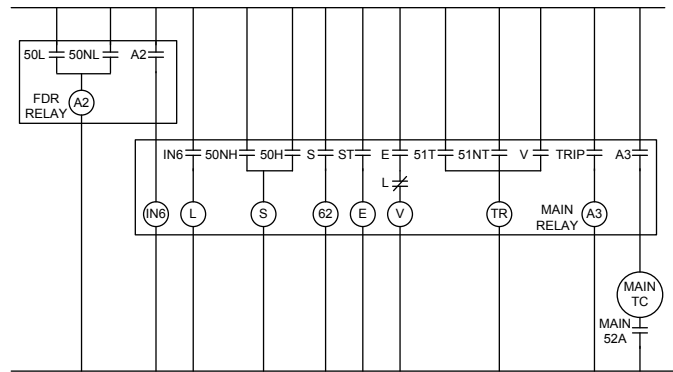 50L 50NL A2
FDR
RELAY
A2
IN6 50NH 50H S ST E 51T 51NT V TRIP A3
L
IN6 L S 62 E V TR MAIN
RELAY A3
MAIN
TC
MAIN
52A